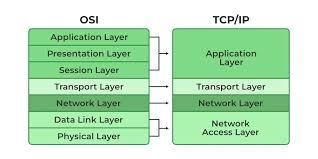 OSI
Application Layer
Presentation Layer
Session Layer
Transport Layer
Network Layer
Data Link Layer
Physical Layer
TCP/IP
Application
Layer
Transport Layer
Network Layer
Network
Access Layer